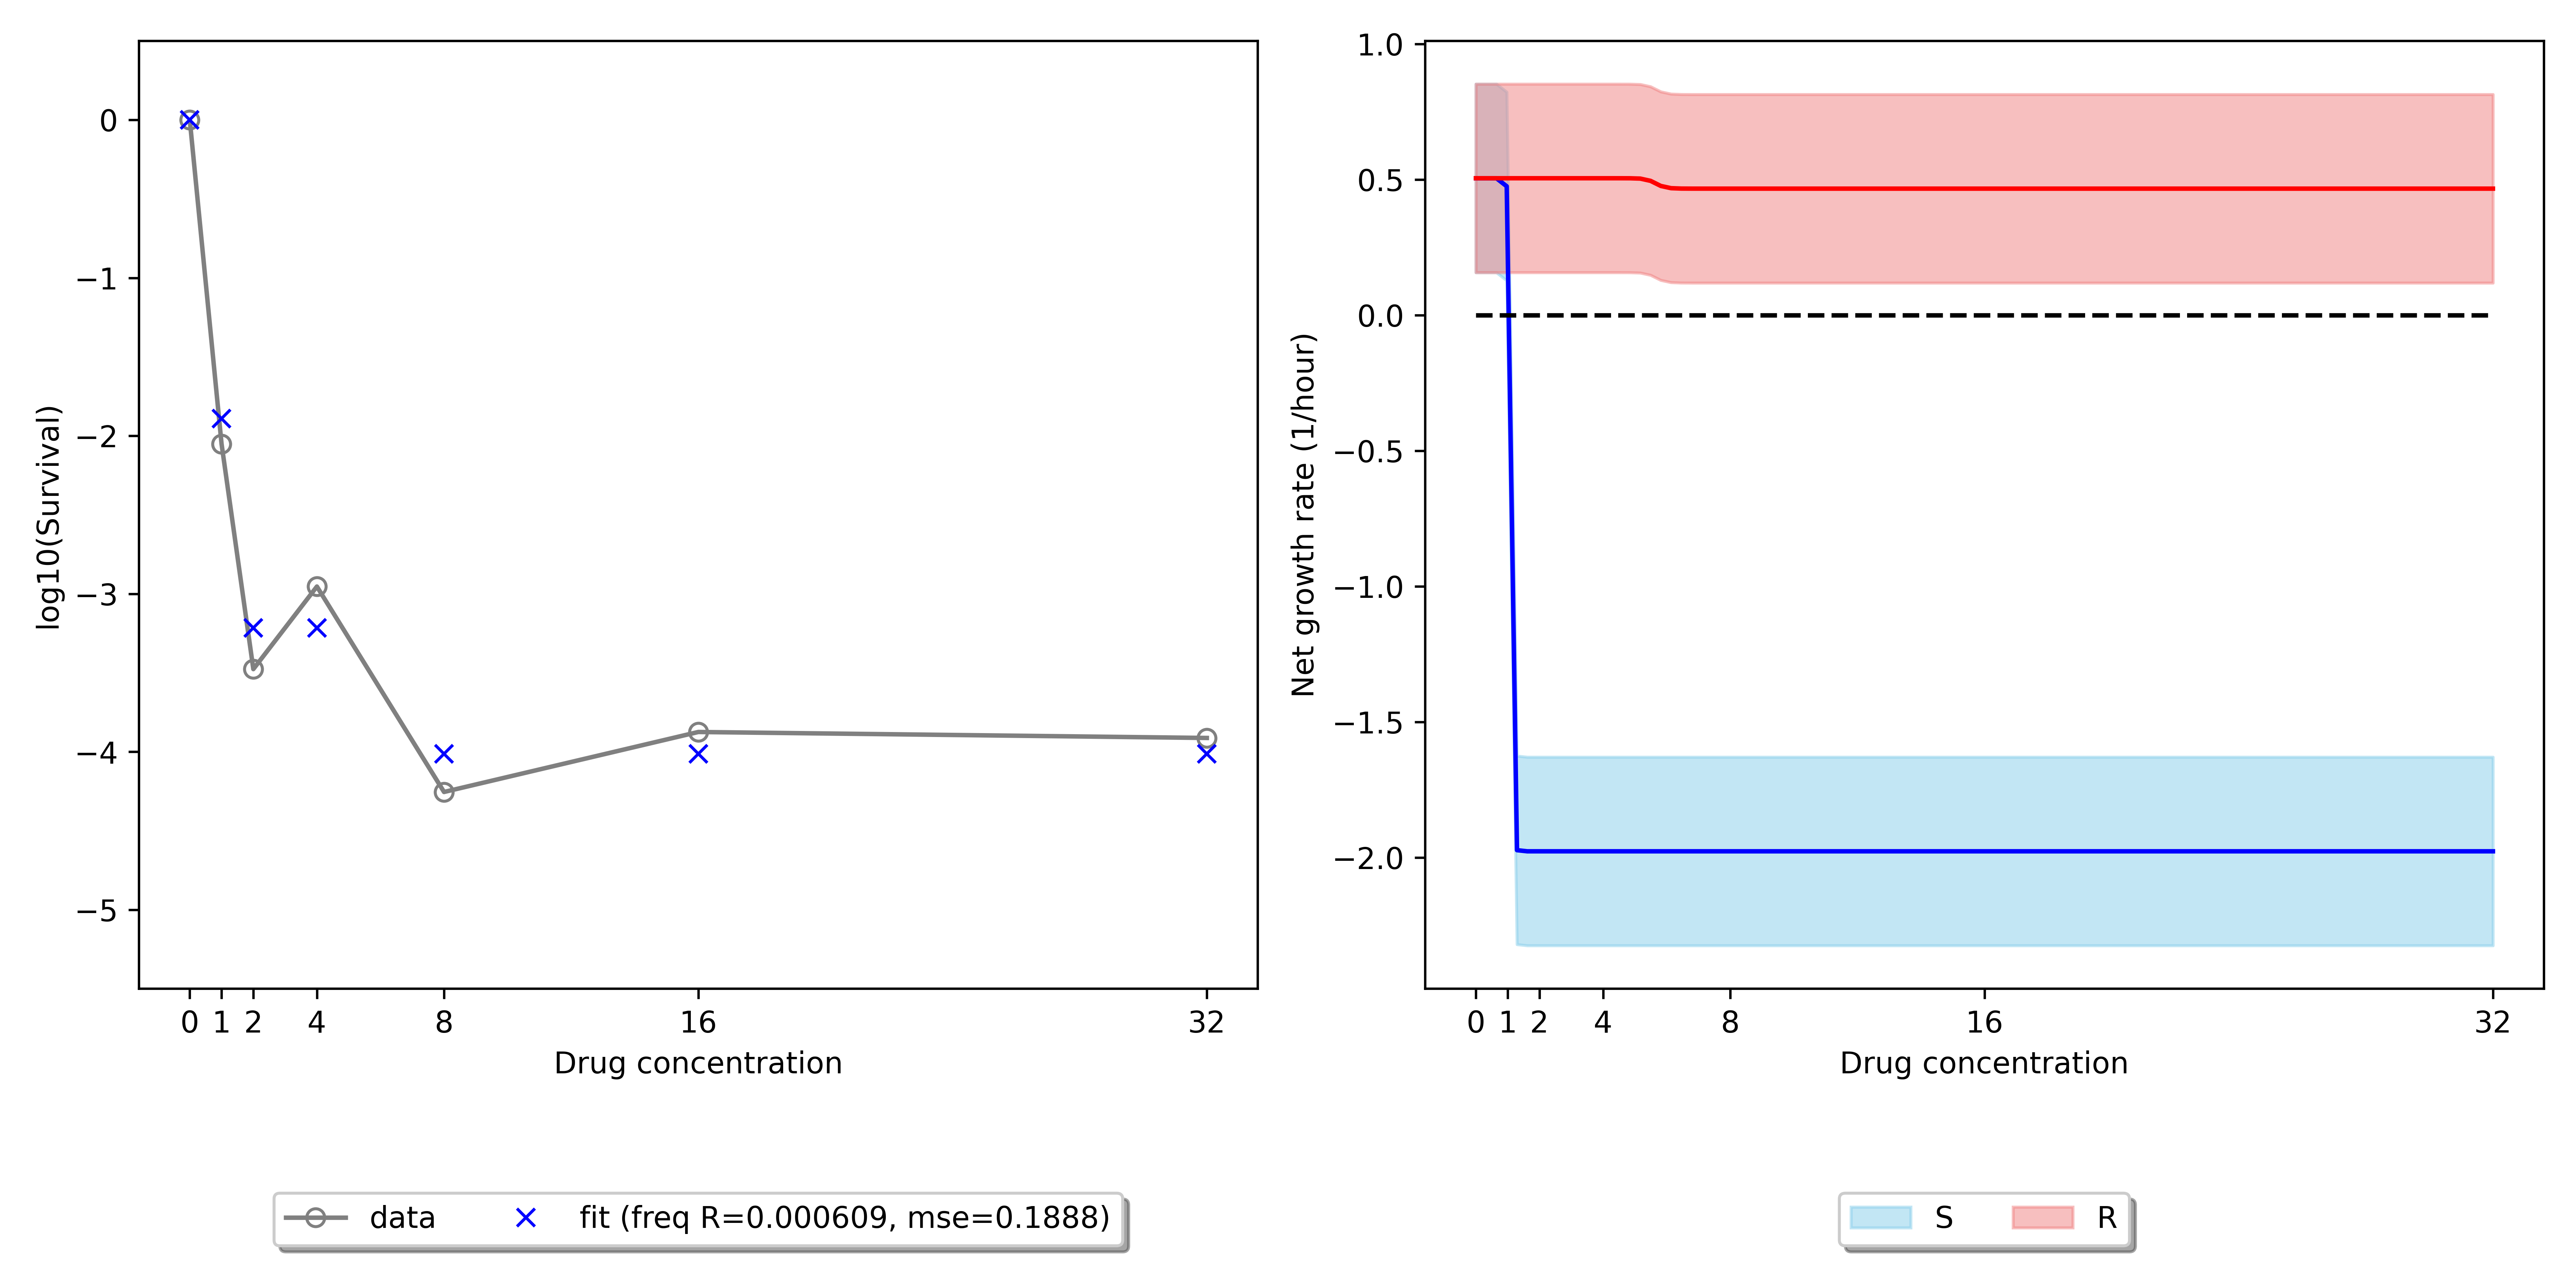 0
−1
−2
−3
−4
−5
log10(Survival)
0 1 2 4 8 16 32
Drug concentration
data fit (freq R=0.000609, mse=0.1888)
1.0
0.5
0.0
−0.5
−1.0
−1.5
−2.0
Net growth rate (1/hour)
0 1 2 4 8 16 32
Drug concentration
S R